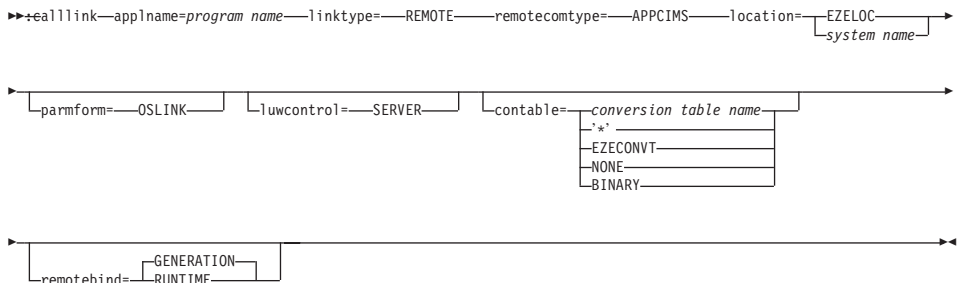 :calllink applname=program name linktype= REMOTE remotecomtype= APPCIMS location= EZELOC
system name
parmform= OSLINK luwcontrol= SERVER contable= conversion table name
'*'
EZECONVT
NONE
BINARY
GENERATION
remotebind= RUNTIME